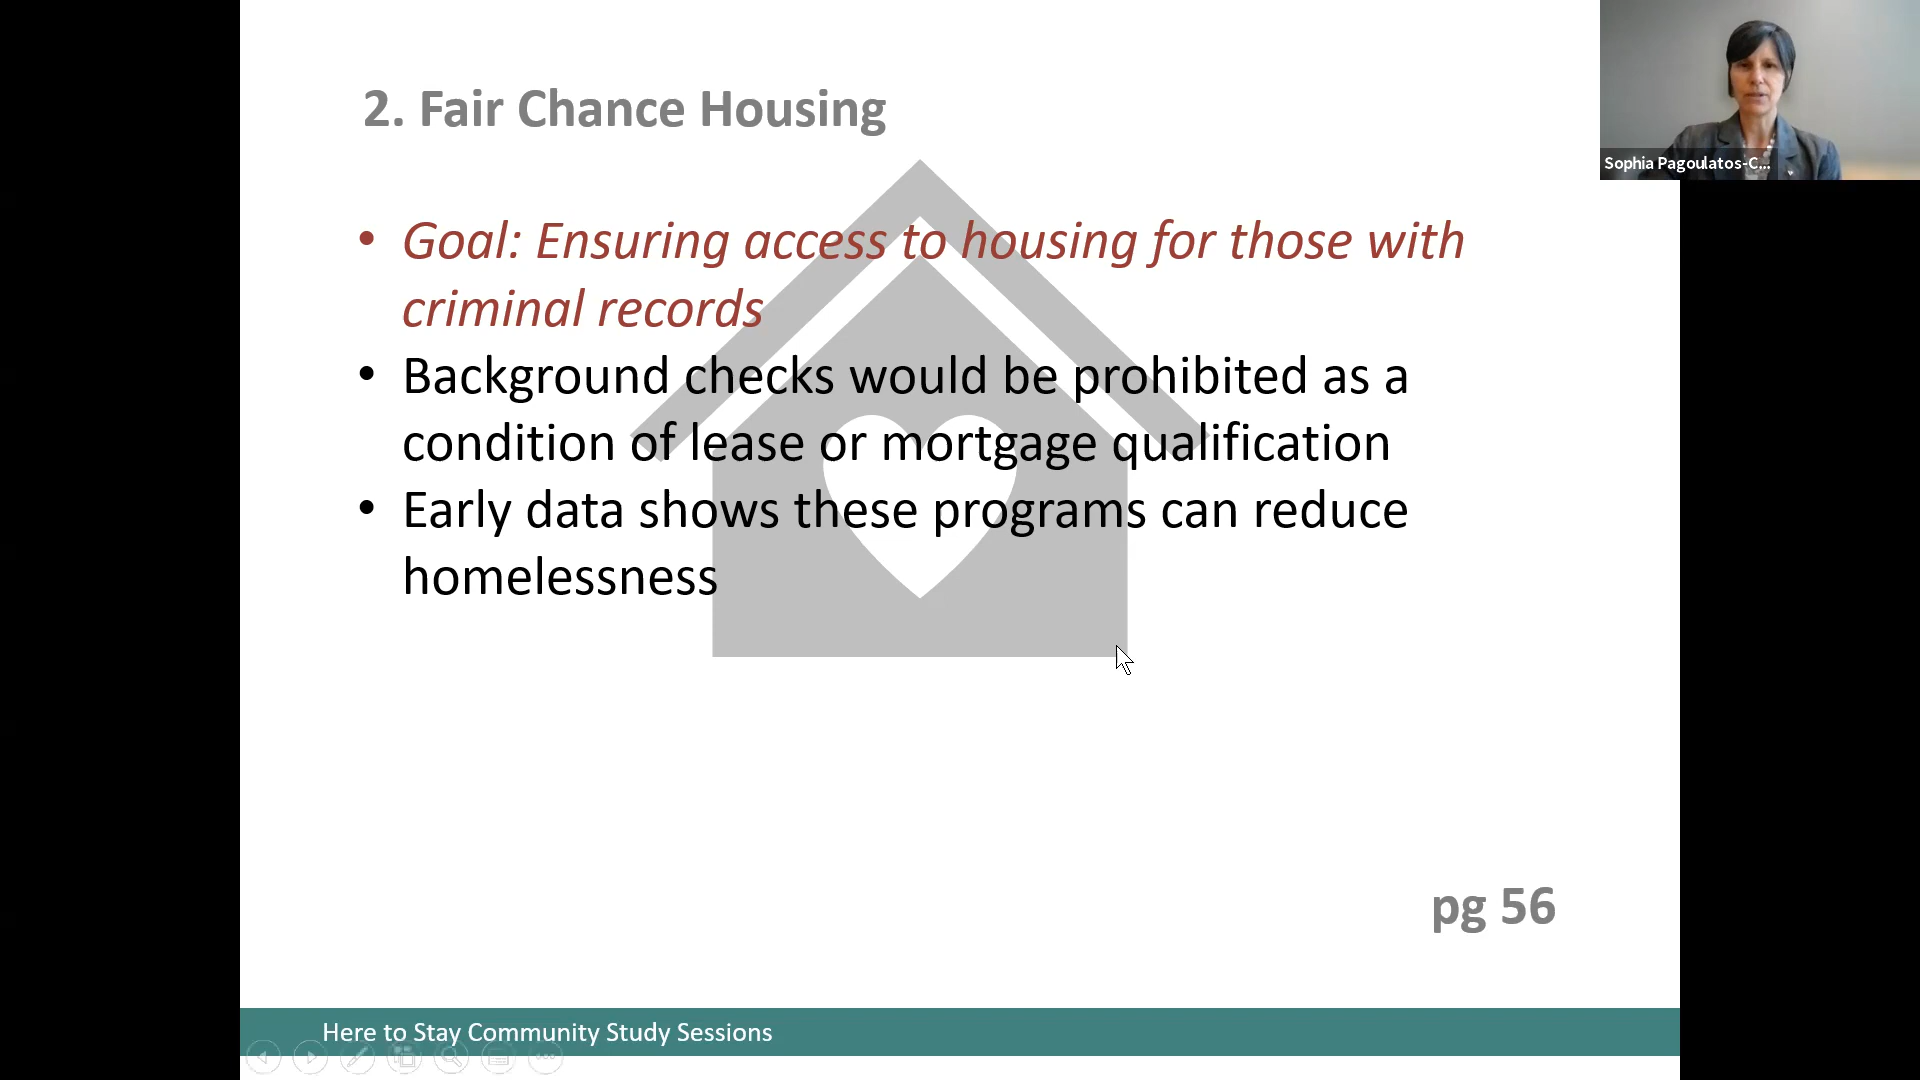 2. Fair Chance Housing
Sophia Pagoulatos-C...
• Goal: Ensuring access to housing for those with
criminal records
• Background checks would be prohibited as a
condition of lease or mortgage qualification
• Early data shows these programs can reduce
homelessness
pg 56
Here to Stay Community Study Sessions